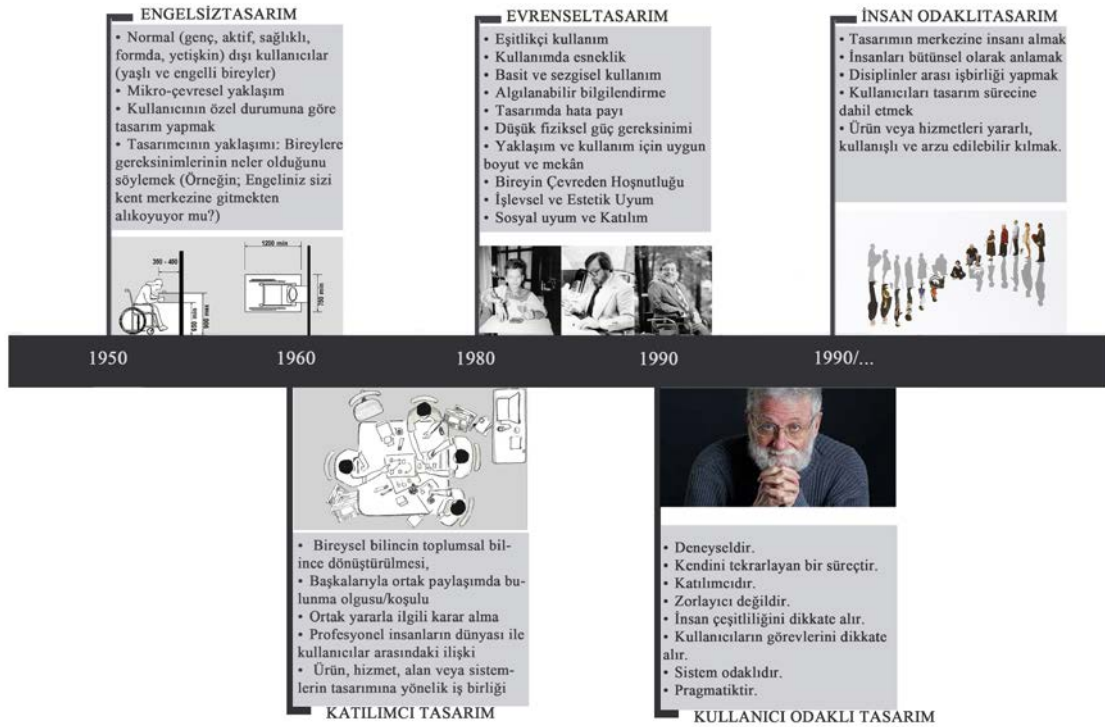 ENGELSİZTASARIM
• Normal (genç, aktif, sağlıklı,
formda, yetişkin) dışı kullanıcılar
(yaşlı ve engelli bireyler)
• Mikro-çevresel yaklaşım
• Kullanıcının özel durumuna göre
tasarım yapmak
• Tasarımcının yaklaşımı: Bireylere
gereksinimlerinin neler olduğunu
söylemek (Örneğin; Engeliniz sizi
kent merkezine gitmekten
alıkoyuyor mu?)
1200 min
350 - 400
750 min
900 max
EVRENSELTASARIM
• Eşitlikçi kullanım
• Kullanımda esneklik
• Basit ve sezgisel kullanım
• Algılanabilir bilgilendirme
• Tasarımda hata payı
• Düşük fiziksel güç gereksinimi
• Yaklaşım ve kullanım için uygun
boyut ve mekân
• Bireyin Çevreden Hoşnutluğu
• İşlevsel ve Estetik Uyum
• Sosyal uyum ve Katılım
İNSAN ODAKLITASARIM
• Tasarımın merkezine insanı almak
• İnsanları bütünsel olarak anlamak
• Disiplinler arası işbirliği yapmak
• Kullanıcıları tasarım sürecine
dahil etmek
• Ürün veya hizmetleri yararlı,
kullanışlı ve arzu edilebilir kılmak.
1950
1960
1980
1990
1990/...
• Bireysel bilincin toplumsal bil-
ince dönüştürülmesi,
• Başkalarıyla ortak paylaşımda bu-
lunma olgusu/koşulu
• Ortak yararla ilgili karar alma
• Profesyonel insanların dünyası ile
kullanıcılar arasındaki ilişki
• Ürün, hizmet, alan veya sistem-
lerin tasarımına yönelik iş birliği
KATILIMCI TASARIM
• Deneyseldir.
• Kendini tekrarlayan bir süreçtir.
• Katılımcıdır.
• Zorlayıcı değildir.
• İnsan çeşitliliğini dikkate alır.
• Kullanıcıların görevlerini dikkate
alır.
• Sistem odaklıdır.
• Pragmatiktir.
KULLANICI ODAKLI TASARIM